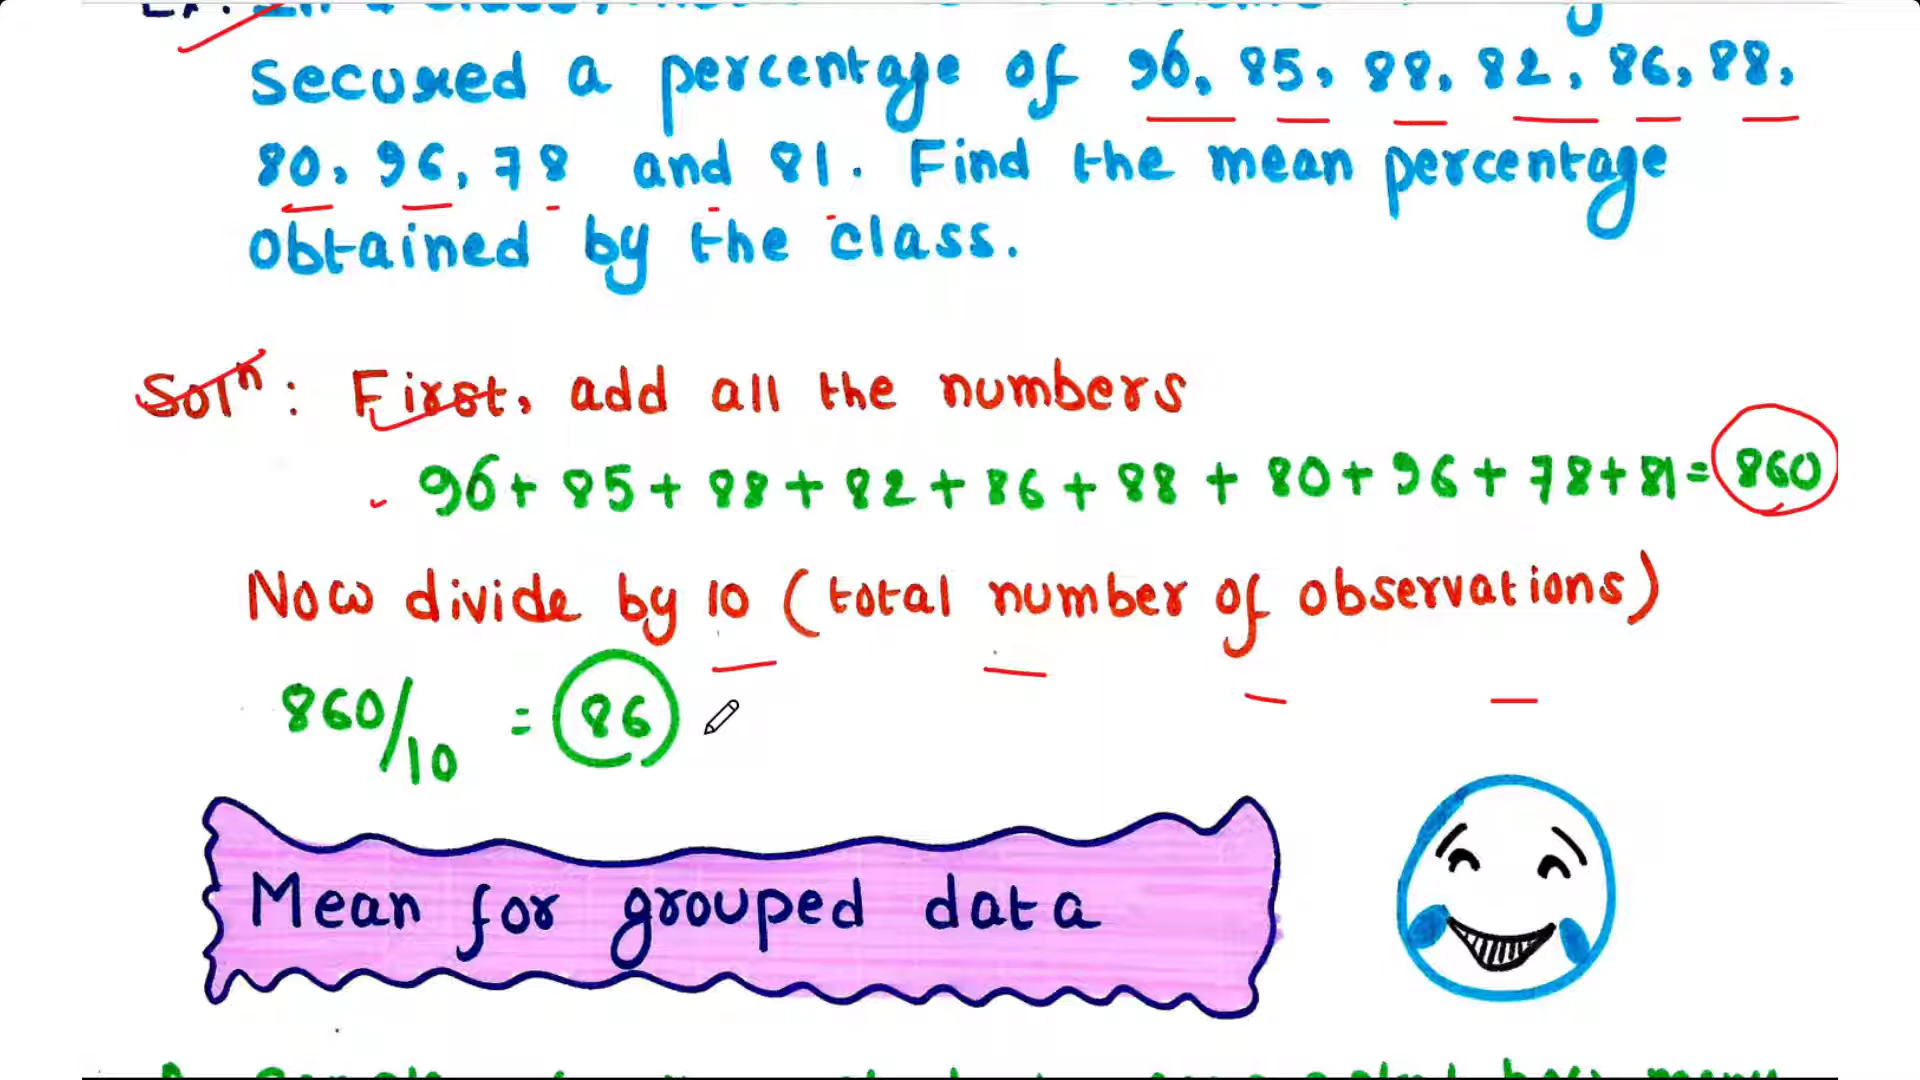 secured a percentage of 96, 85, 88, 82, 86, 88,
80, 96, 78 and 81. Find the mean percentage
obtained by the class.
Solⁿ: First, add all the numbers
96+ 85+ 88+ 82+ 86+ 88+ 80+ 96+ 78+81= 860
Now divide by 10 (total number of observations)
860/10 = 86
Mean for grouped data